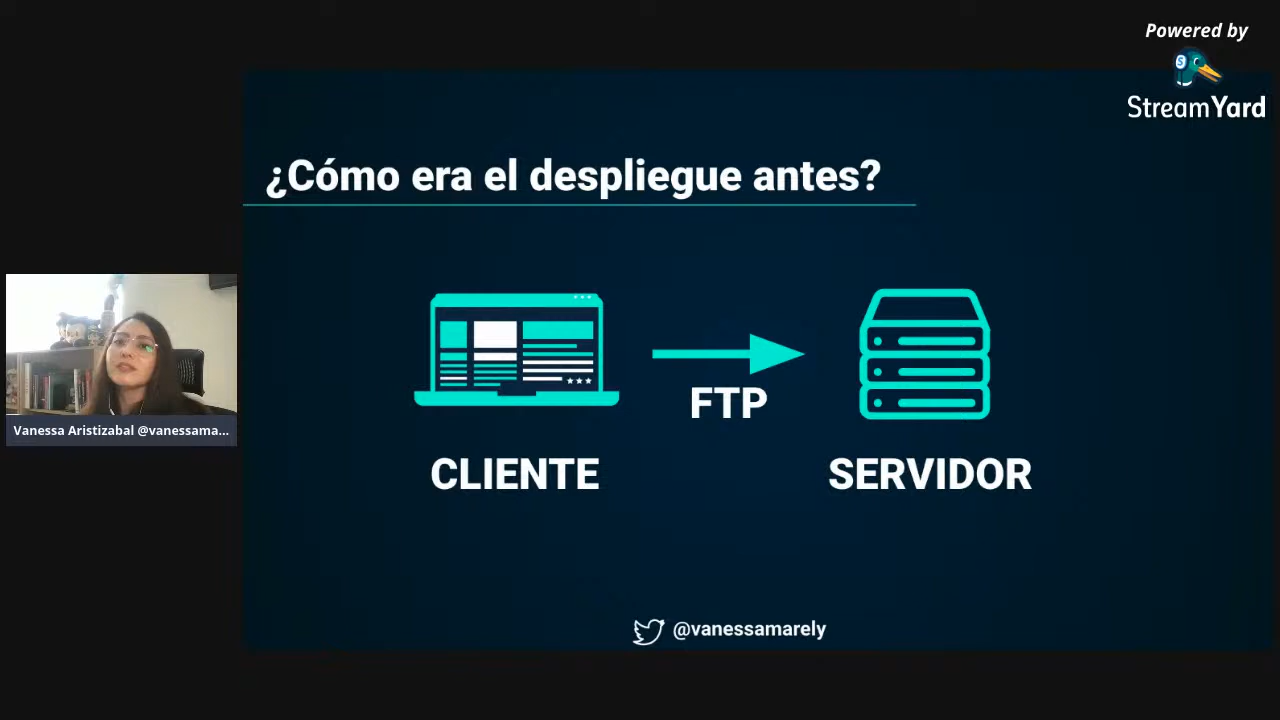 Powered by
StreamYard
¿Cómo era el despliegue antes?
FTP
CLIENTE
SERVIDOR
Vanessa Aristizabal @vanessama...
@vanessamarely